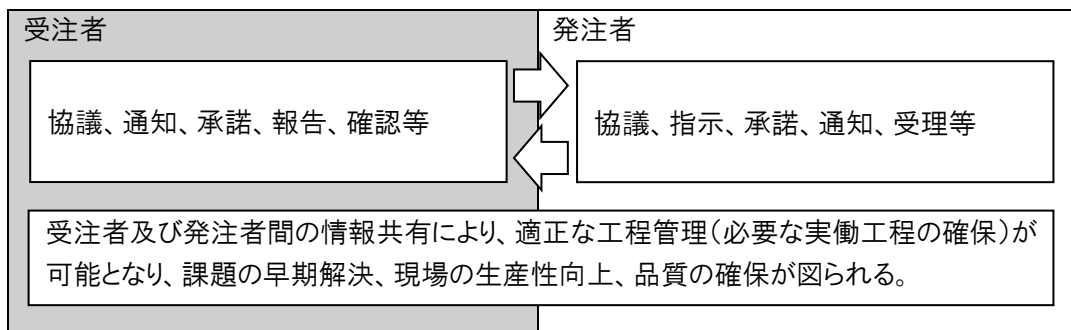 受注者
発注者
協議、通知、承諾、報告、確認等
協議、指示、承諾、通知、受理等
受注者及び発注者間の情報共有により、適正な工程管理(必要な実働工程の確保)が
可能となり、課題の早期解決、現場の生産性向上、品質の確保が図られる。